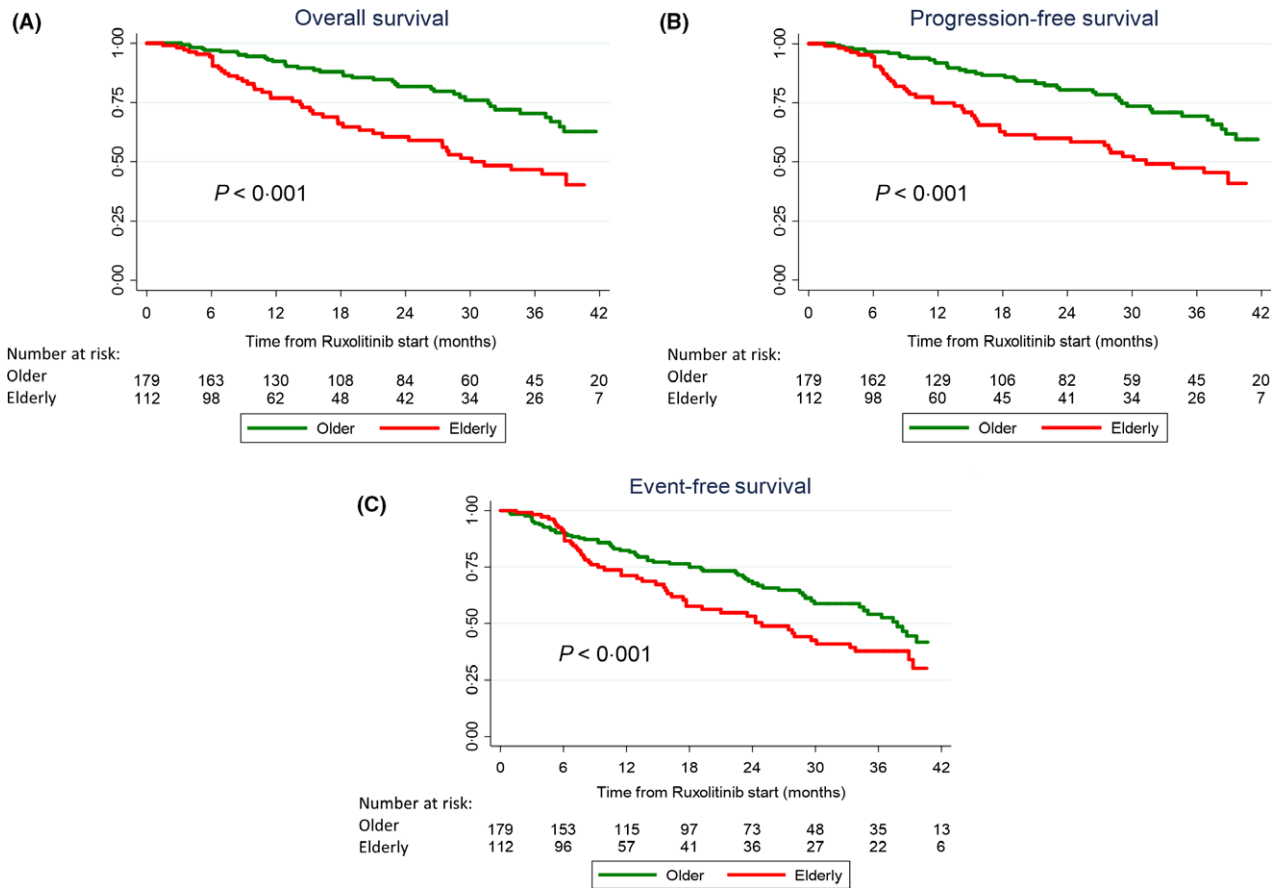 (A)
Overall survival
1·00
0·75
0·50
0·25
0·00
P < 0·001
0 6 12 18 24 30 36 42
Time from Ruxolitinib start (months)
Number at risk:
Older 179 163 130 108 84 60 45 20
Elderly 112 98 62 48 42 34 26 7
Older Elderly
(B)
Progression-free survival
1·00
0·75
0·50
0·25
0·00
P < 0·001
0 6 12 18 24 30 36 42
Time from Ruxolitinib start (months)
Number at risk:
Older 179 162 129 106 82 59 45 20
Elderly 112 98 60 45 41 34 26 7
Older Elderly
(C)
Event-free survival
1·00
0·75
0·50
0·25
0·00
P < 0·001
0 6 12 18 24 30 36 42
Time from Ruxolitinib start (months)
Number at risk:
Older 179 153 115 97 73 48 35 13
Elderly 112 96 57 41 36 27 22 6
Older Elderly